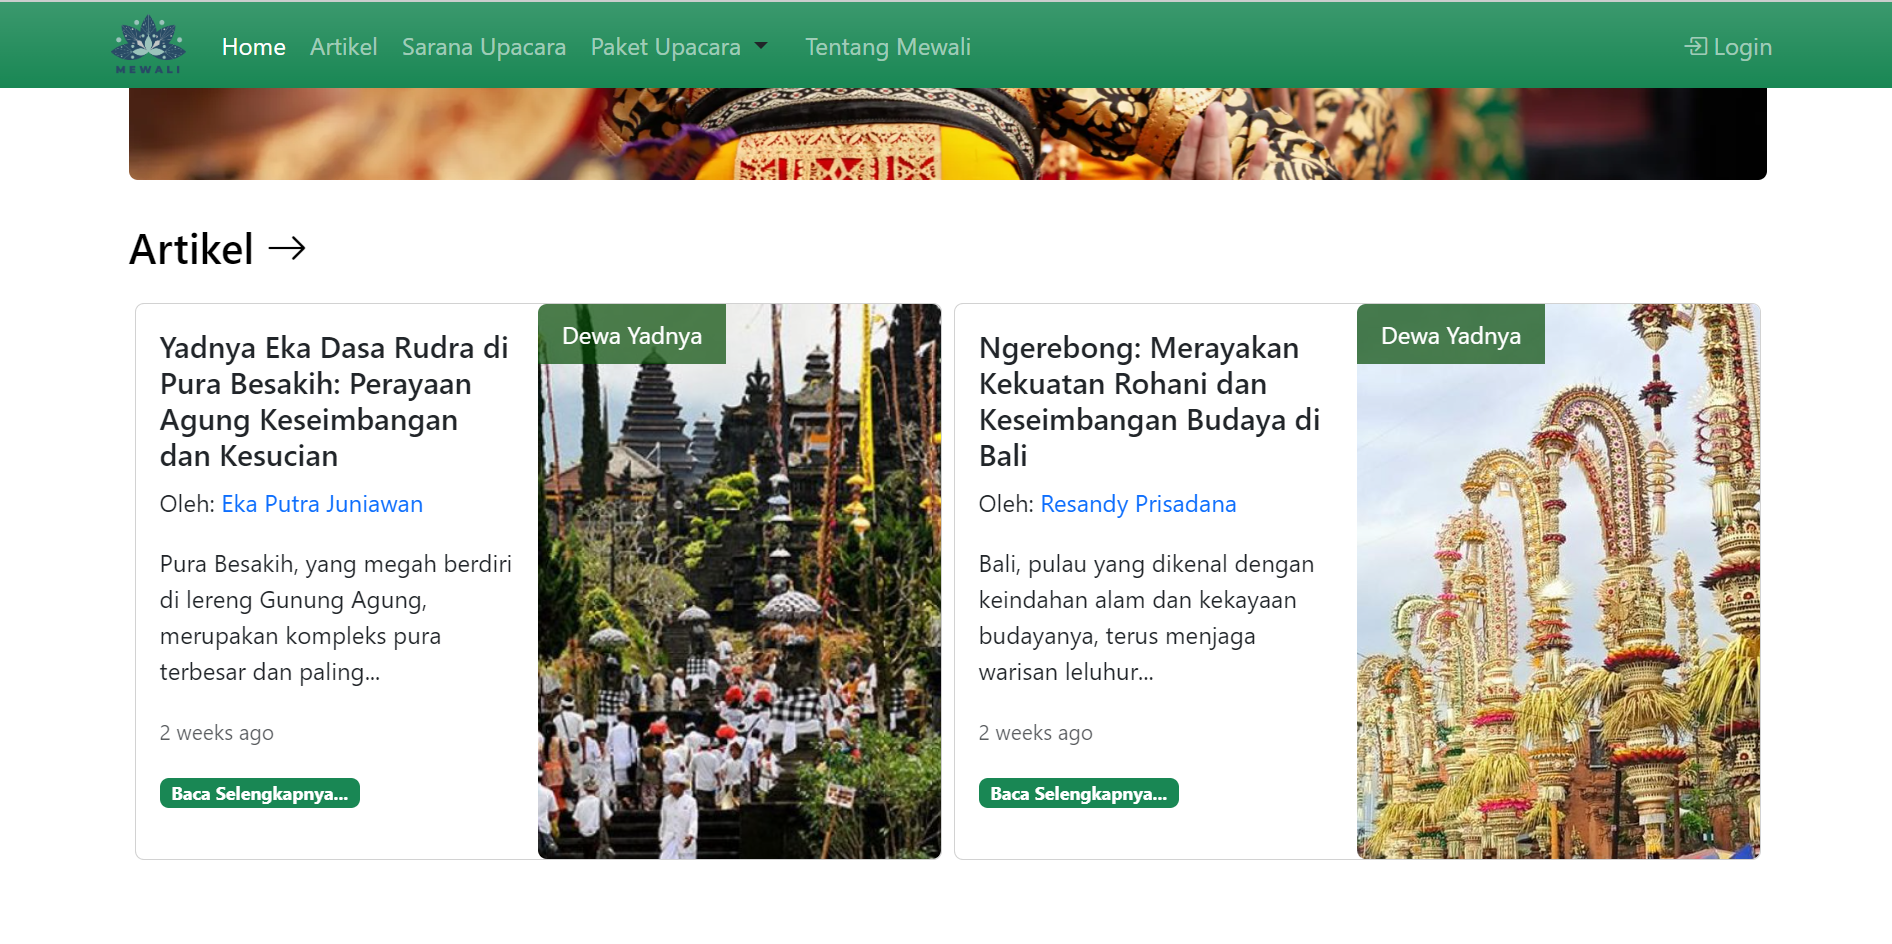 MEWALI
Home Artikel Sarana Upacara Paket Upacara Tentang Mewali Login
Artikel
Yadnya Eka Dasa Rudra di
Pura Besakih: Perayaan
Agung Keseimbangan
dan Kesucian
Oleh: Eka Putra Juniawan
Pura Besakih, yang megah berdiri
di lereng Gunung Agung,
merupakan kompleks pura
terbesar dan paling...
2 weeks ago
Baca Selengkapnya...
Dewa Yadnya
Ngerebong: Merayakan
Kekuatan Rohani dan
Keseimbangan Budaya di
Bali
Oleh: Resandy Prisadana
Bali, pulau yang dikenal dengan
keindahan alam dan kekayaan
budayanya, terus menjaga
warisan leluhur...
2 weeks ago
Baca Selengkapnya...
Dewa Yadnya